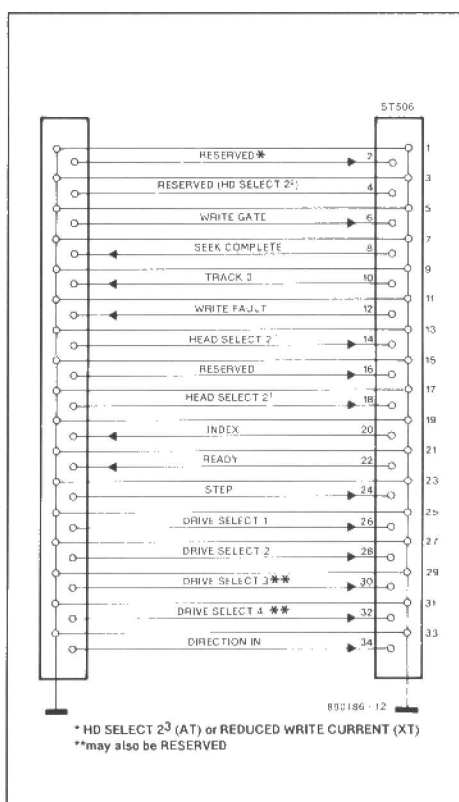 ST506
1
RESERVED* 2
3
RESERVED (HD SELECT 2²) 4
5
WRITE GATE 6
7
SEEK COMPLETE 8
9
TRACK 0 10
11
WRITE FAULT 12
13
HEAD SELECT 2 14
15
RESERVED 16
17
HEAD SELECT 2¹ 18
19
INDEX 20
21
READY 22
23
STEP 24
25
DRIVE SELECT 1 26
27
DRIVE SELECT 2 28
29
DRIVE SELECT 3** 30
31
DRIVE SELECT 4 ** 32
33
DIRECTION IN 34
880186 - 12
* HD SELECT 2³ (AT) or REDUCED WRITE CURRENT (XT)
**may also be RESERVED